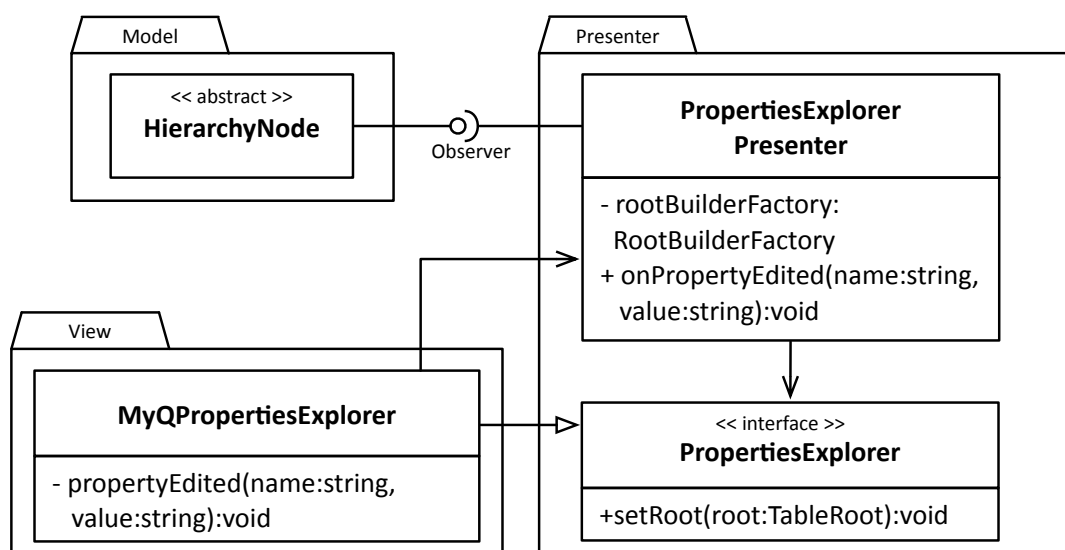 Model
<< abstract >>
HierarchyNode
Observer
Presenter
PropertiesExplorer
Presenter
- rootBuilderFactory:
RootBuilderFactory
+ onPropertyEdited(name:string,
value:string):void
View
MyQPropertiesExplorer
- propertyEdited(name:string,
value:string):void
<< interface >>
PropertiesExplorer
+setRoot(root:TableRoot):void